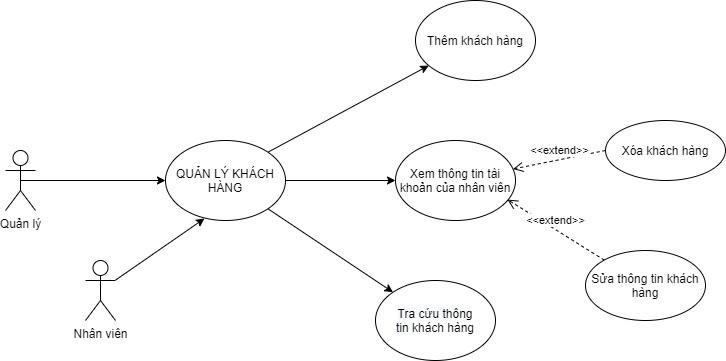 Thêm khách hàng
QUẢN LÝ KHÁCH
HÀNG
Xem thông tin tài
khoản của nhân viên
<<extend>>
Xóa khách hàng
Quản lý
<<extend>>
Sửa thông tin khách
hàng
Tra cứu thông
tin khách hàng
Nhân viên